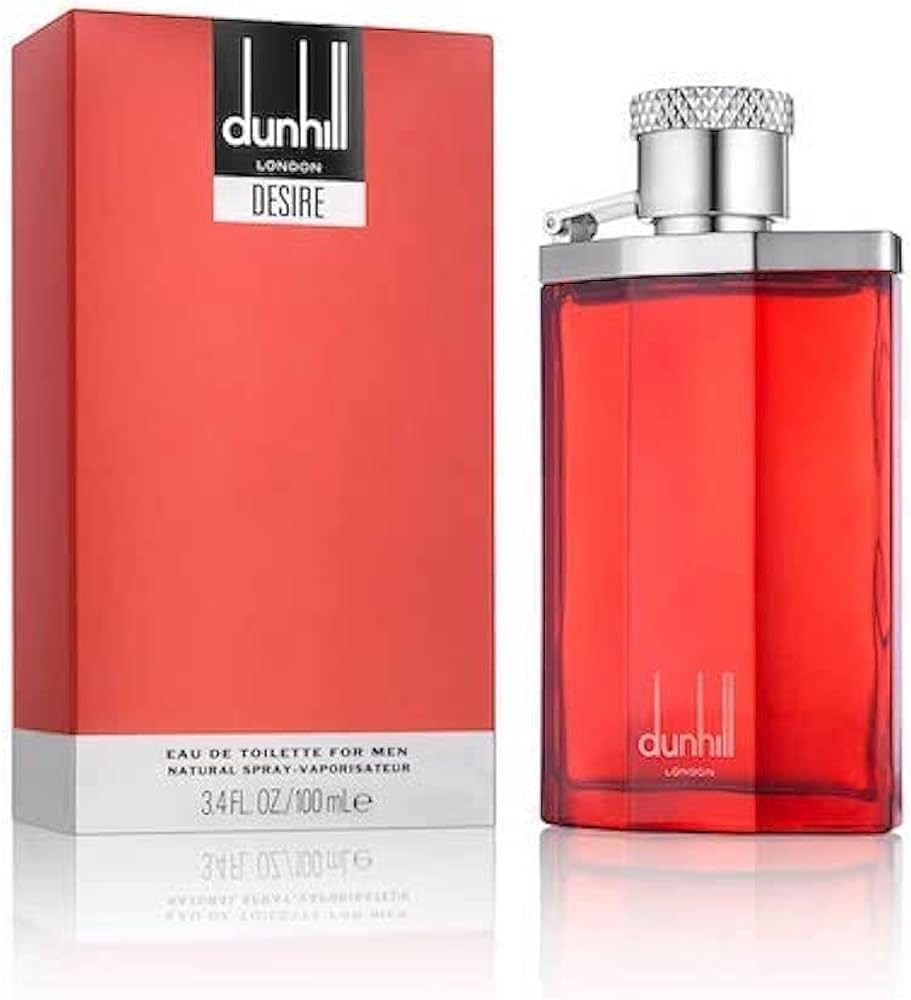 dunhill
LONDON
DESIRE
EAU DE TOILETTE FOR MEN
NATURAL SPRAY-VAPORISATEUR
3.4 FL. OZ./100 mL e
dunhill
LONDON